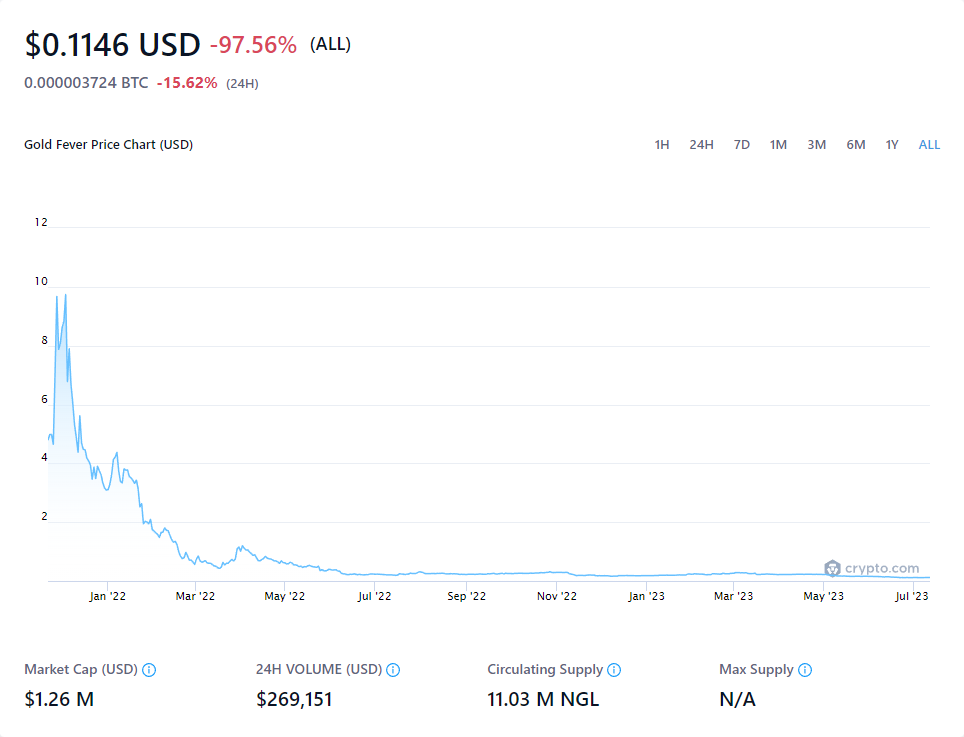 $0.1146 USD -97.56% (ALL)
0.000003724 BTC -15.62% (24H)
Gold Fever Price Chart (USD) 1H 24H 7D 1M 3M 6M 1Y ALL
12
10
8
6
4
2
crypto.com
Jan '22 Mar '22 May '22 Jul '22 Sep '22 Nov '22 Jan '23 Mar '23 May '23 Jul '23
Market Cap (USD) 24H VOLUME (USD) Circulating Supply Max Supply
$1.26 M $269,151 11.03 M NGL N/A